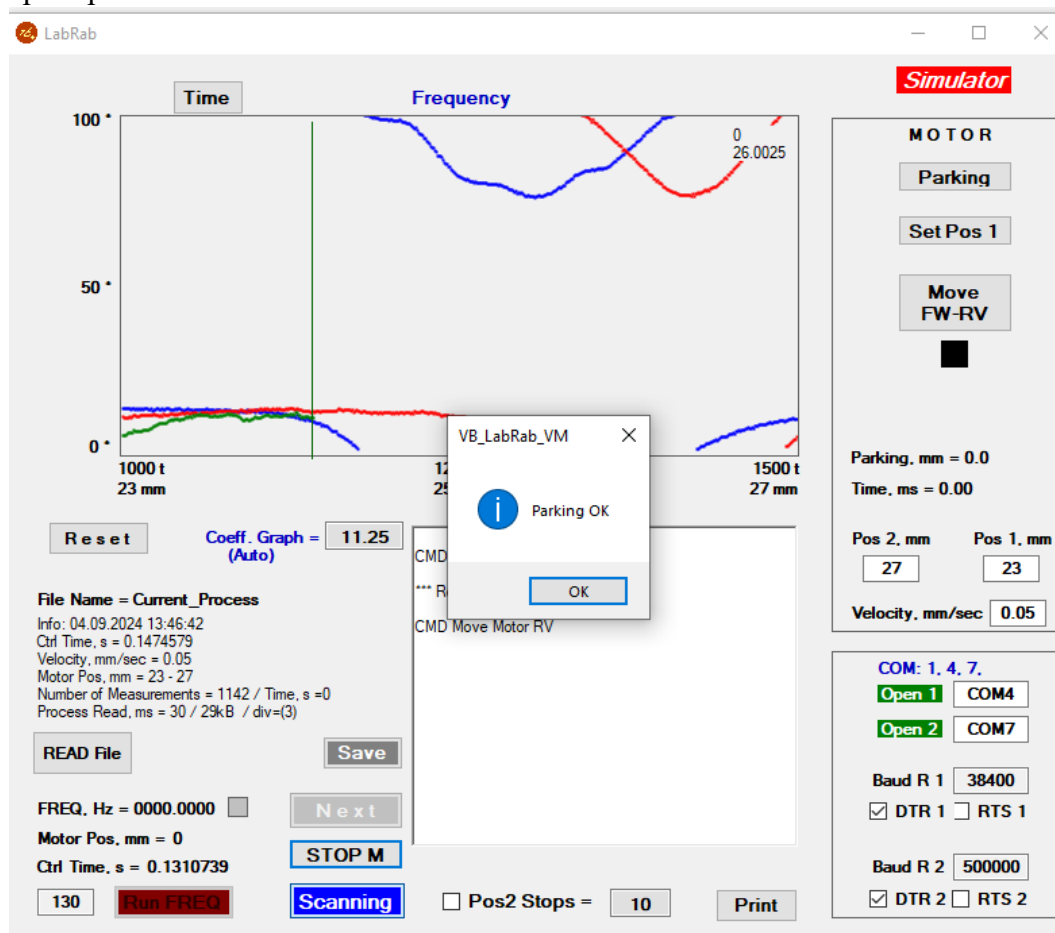 LabRab
Simulator
Time
Frequency
100 *
50 *
0 *
0
26.0025
1000 t
23 mm
12
25
1500 t
27 mm
VB_LabRab_VM
Parking OK
OK
MOTOR
Parking
Set Pos 1
Move
FW-RV
Parking, mm = 0.0
Time, ms = 0.00
Pos 2, mm Pos 1, mm
27 23
Velocity, mm/sec 0.05
Reset
Coeff. Graph = 11.25
(Auto)
CMD
*** R
CMD Move Motor RV
File Name = Current_Process
Info: 04.09.2024 13:46:42
Ctrl Time, s = 0.1474579
Velocity, mm/sec = 0.05
Motor Pos, mm = 23 - 27
Number of Measurements = 1142 / Time, s =0
Process Read, ms = 30 / 29kB / div=(3)
READ File
Save
FREQ, Hz = 0000.0000
Next
Motor Pos, mm = 0
STOP M
Ctrl Time, s = 0.1310739
130
Run FREQ
Scanning
Pos2 Stops = 10
Print
COM: 1, 4, 7,
Open 1 COM4
Open 2 COM7
Baud R 1 38400
DTR 1 RTS 1
Baud R 2 500000
DTR 2 RTS 2